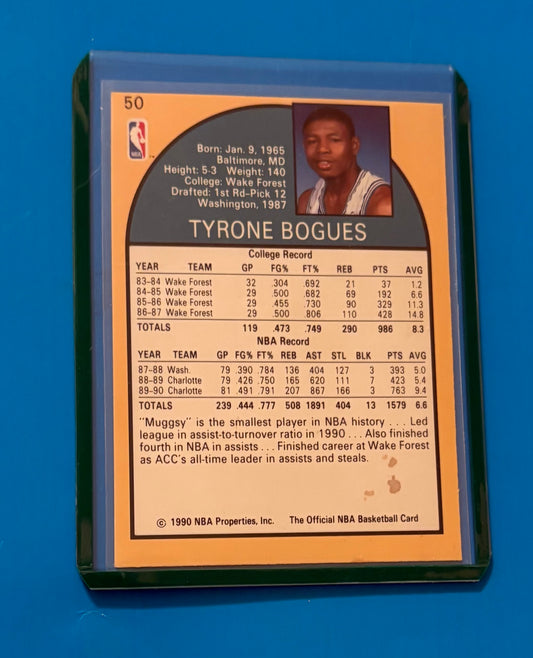 50
NBA
Born: Jan. 9, 1965
Baltimore, MD
Height: 5-3 Weight: 140
College: Wake Forest
Drafted: 1st Rd-Pick 12
Washington, 1987
TYRONE BOGUES
College Record
YEAR TEAM GP FG% FT% REB PTS AVG
83-84 Wake Forest 32 .304 .692 21 37 1.2
84-85 Wake Forest 29 .500 .682 69 192 6.6
85-86 Wake Forest 29 .455 .730 90 329 11.3
86-87 Wake Forest 29 .500 .806 110 428 14.8
TOTALS 119 .473 .749 290 986 8.3
NBA Record
YEAR TEAM GP FG% FT% REB AST STL BLK PTS AVG
87-88 Wash. 79 .390 .784 136 404 127 3 393 5.0
88-89 Charlotte 79 .426 .750 165 620 111 7 423 5.4
89-90 Charlotte 81 .491 .791 207 867 166 3 763 9.4
TOTALS 239 .444 .777 508 1891 404 13 1579 6.6
"Muggsy" is the smallest player in NBA history . . . Led
league in assist-to-turnover ratio in 1990 . . . Also finished
fourth in NBA in assists . . . Finished career at Wake Forest
as ACC's all-time leader in assists and steals.
© 1990 NBA Properties, Inc. The Official NBA Basketball Card